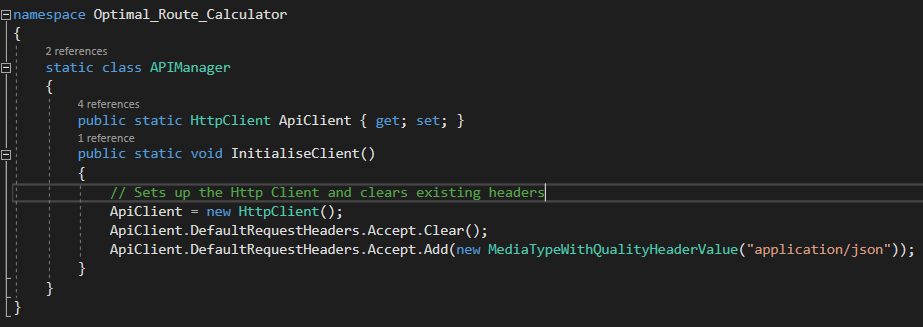 namespace Optimal_Route_Calculator
{
2 references
static class APIManager
{
4 references
public static HttpClient ApiClient { get; set; }
1 reference
public static void InitialiseClient()
{
// Sets up the Http Client and clears existing headers
ApiClient = new HttpClient();
ApiClient.DefaultRequestHeaders.Accept.Clear();
ApiClient.DefaultRequestHeaders.Accept.Add(new MediaTypeWithQualityHeaderValue("application/json"));
}
}
}